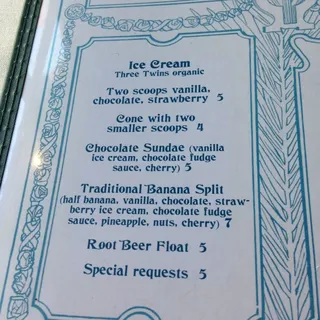 Ice Cream
Three Twins organic
Two scoops vanilla,
chocolate, strawberry 5
Cone with two
smaller scoops 4
Chocolate Sundae (vanilla
ice cream, chocolate fudge
sauce, cherry) 5
Traditional Banana Split
(half banana, vanilla, chocolate, straw-
berry ice cream, chocolate fudge
sauce, pineapple, nuts, cherry) 7
Root Beer Float 5
Special requests 5